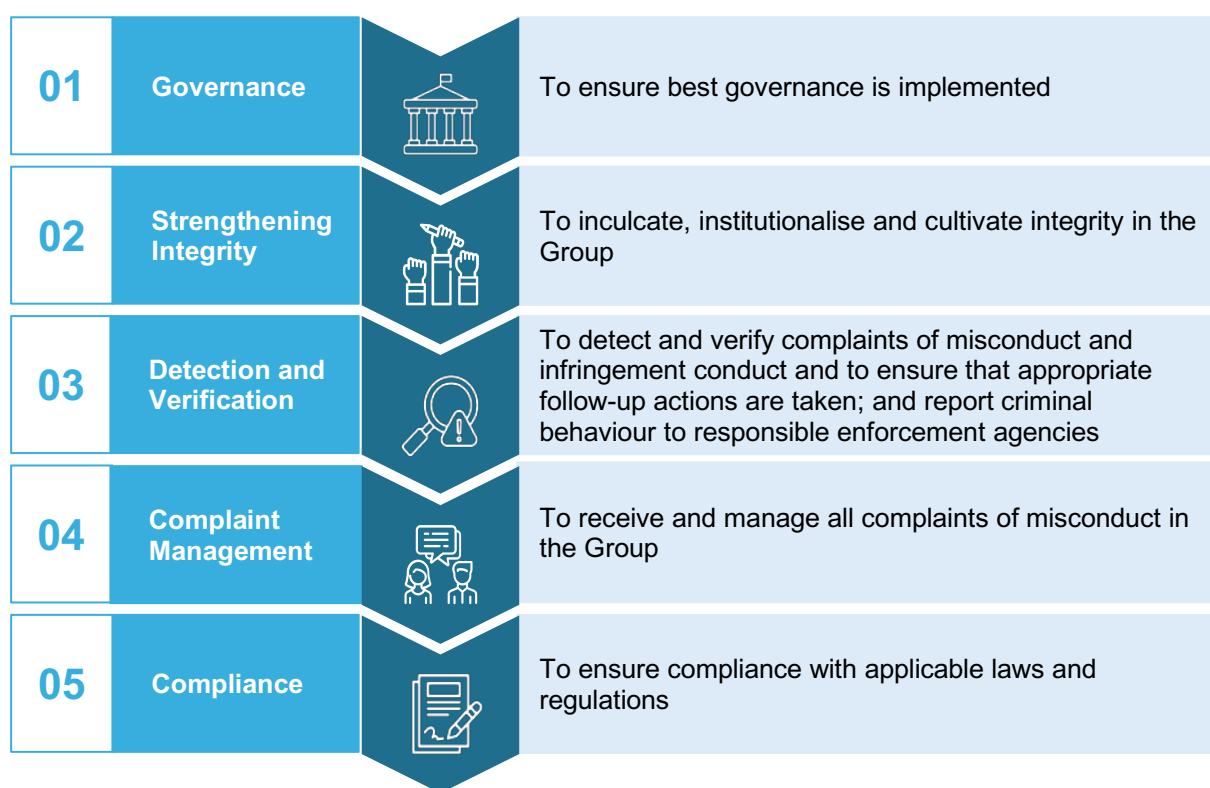 01
Governance
To ensure best governance is implemented
02
Strengthening
Integrity
To inculcate, institutionalise and cultivate integrity in the
Group
03
Detection and
Verification
To detect and verify complaints of misconduct and
infringement conduct and to ensure that appropriate
follow-up actions are taken; and report criminal
behaviour to responsible enforcement agencies
04
Complaint
Management
To receive and manage all complaints of misconduct in
the Group
05
Compliance
To ensure compliance with applicable laws and
regulations